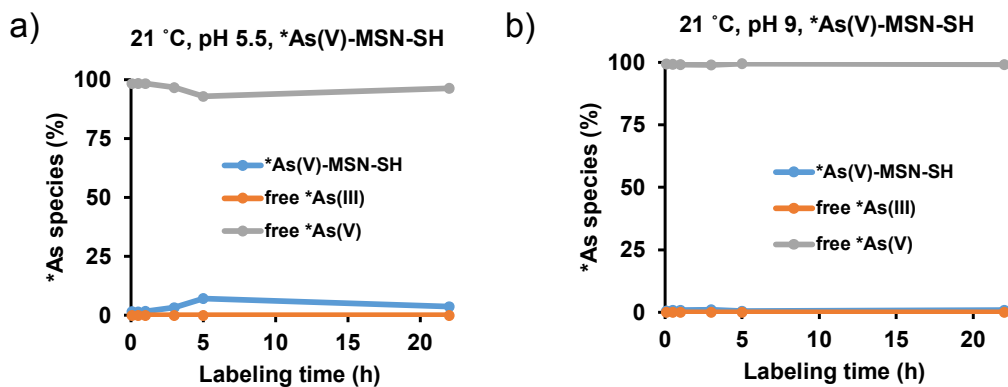 a)
21 ˚C, pH 5.5, *As(V)-MSN-SH
*As species (%)
100
75
50
25
0
*As(V)-MSN-SH
free *As(III)
free *As(V)
0 5 10 15 20
Labeling time (h)
b)
21 ˚C, pH 9, *As(V)-MSN-SH
*As species (%)
100
75
50
25
0
*As(V)-MSN-SH
free *As(III)
free *As(V)
0 5 10 15 20
Labeling time (h)